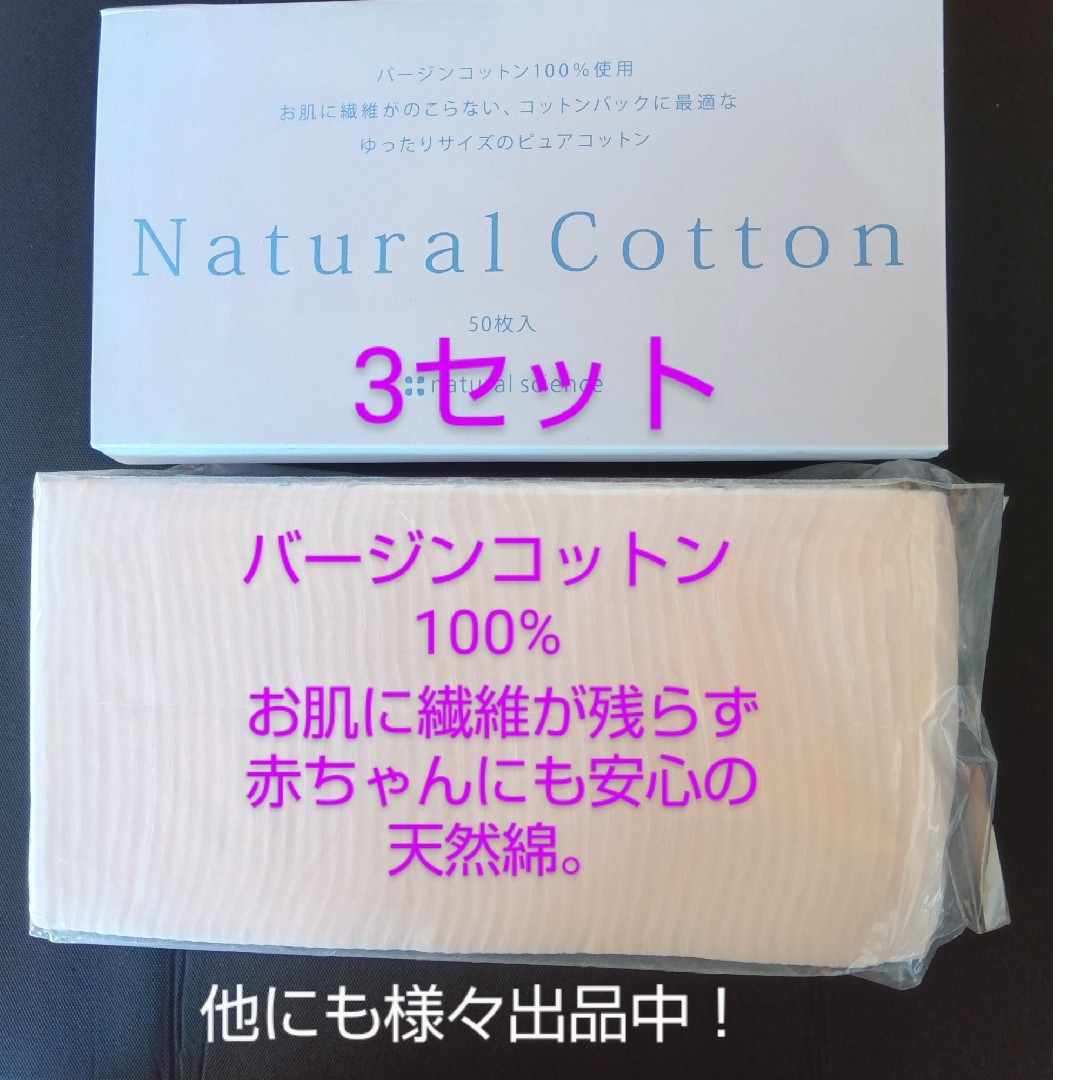 バージンコットン100%使用
お肌に繊維がのこらない、コットンパックに最適な
ゆったりサイズのピュアコットン
Natural Cotton
50枚入
3セット
natural science
バージンコットン
100%
お肌に繊維が残らず
赤ちゃんにも安心の
天然綿。
他にも様々出品中！